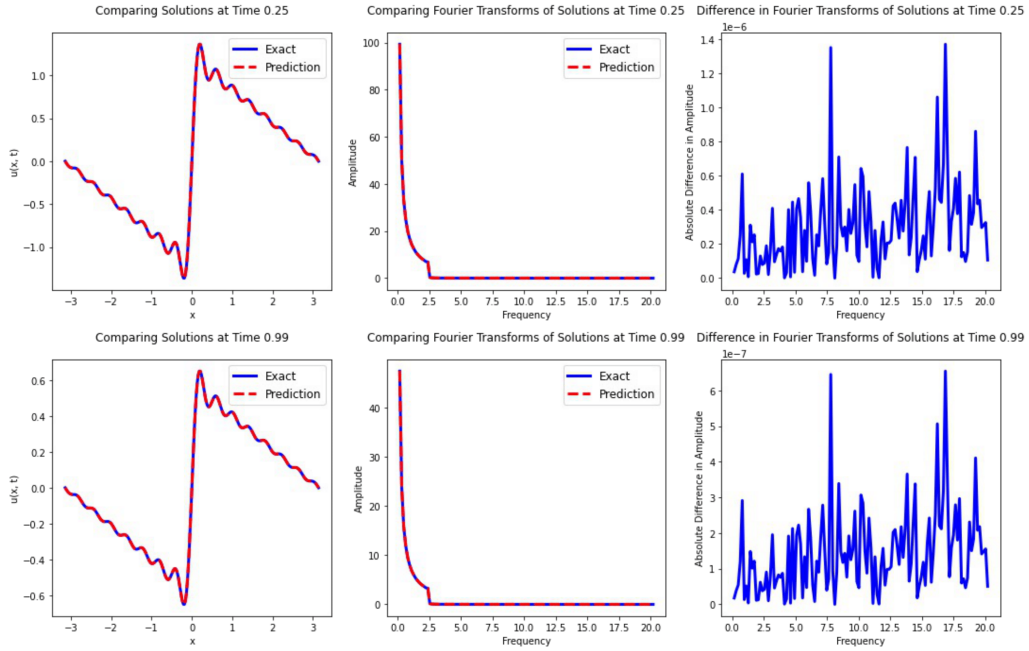 Comparing Solutions at Time 0.25
Exact
Prediction
1.0
0.5
0.0
−0.5
−1.0
u(x, t)
−3 −2 −1 0 1 2 3
x
Comparing Fourier Transforms of Solutions at Time 0.25
Exact
Prediction
100
80
60
40
20
0
Amplitude
0.0 2.5 5.0 7.5 10.0 12.5 15.0 17.5 20.0
Frequency
Difference in Fourier Transforms of Solutions at Time 0.25
1e−6
1.4
1.2
1.0
0.8
0.6
0.4
0.2
0.0
Absolute Difference in Amplitude
0.0 2.5 5.0 7.5 10.0 12.5 15.0 17.5 20.0
Frequency
Comparing Solutions at Time 0.99
Exact
Prediction
0.6
0.4
0.2
0.0
−0.2
−0.4
−0.6
u(x, t)
−3 −2 −1 0 1 2 3
x
Comparing Fourier Transforms of Solutions at Time 0.99
Exact
Prediction
40
30
20
10
0
Amplitude
0.0 2.5 5.0 7.5 10.0 12.5 15.0 17.5 20.0
Frequency
Difference in Fourier Transforms of Solutions at Time 0.99
1e−7
6
5
4
3
2
1
0
Absolute Difference in Amplitude
0.0 2.5 5.0 7.5 10.0 12.5 15.0 17.5 20.0
Frequency